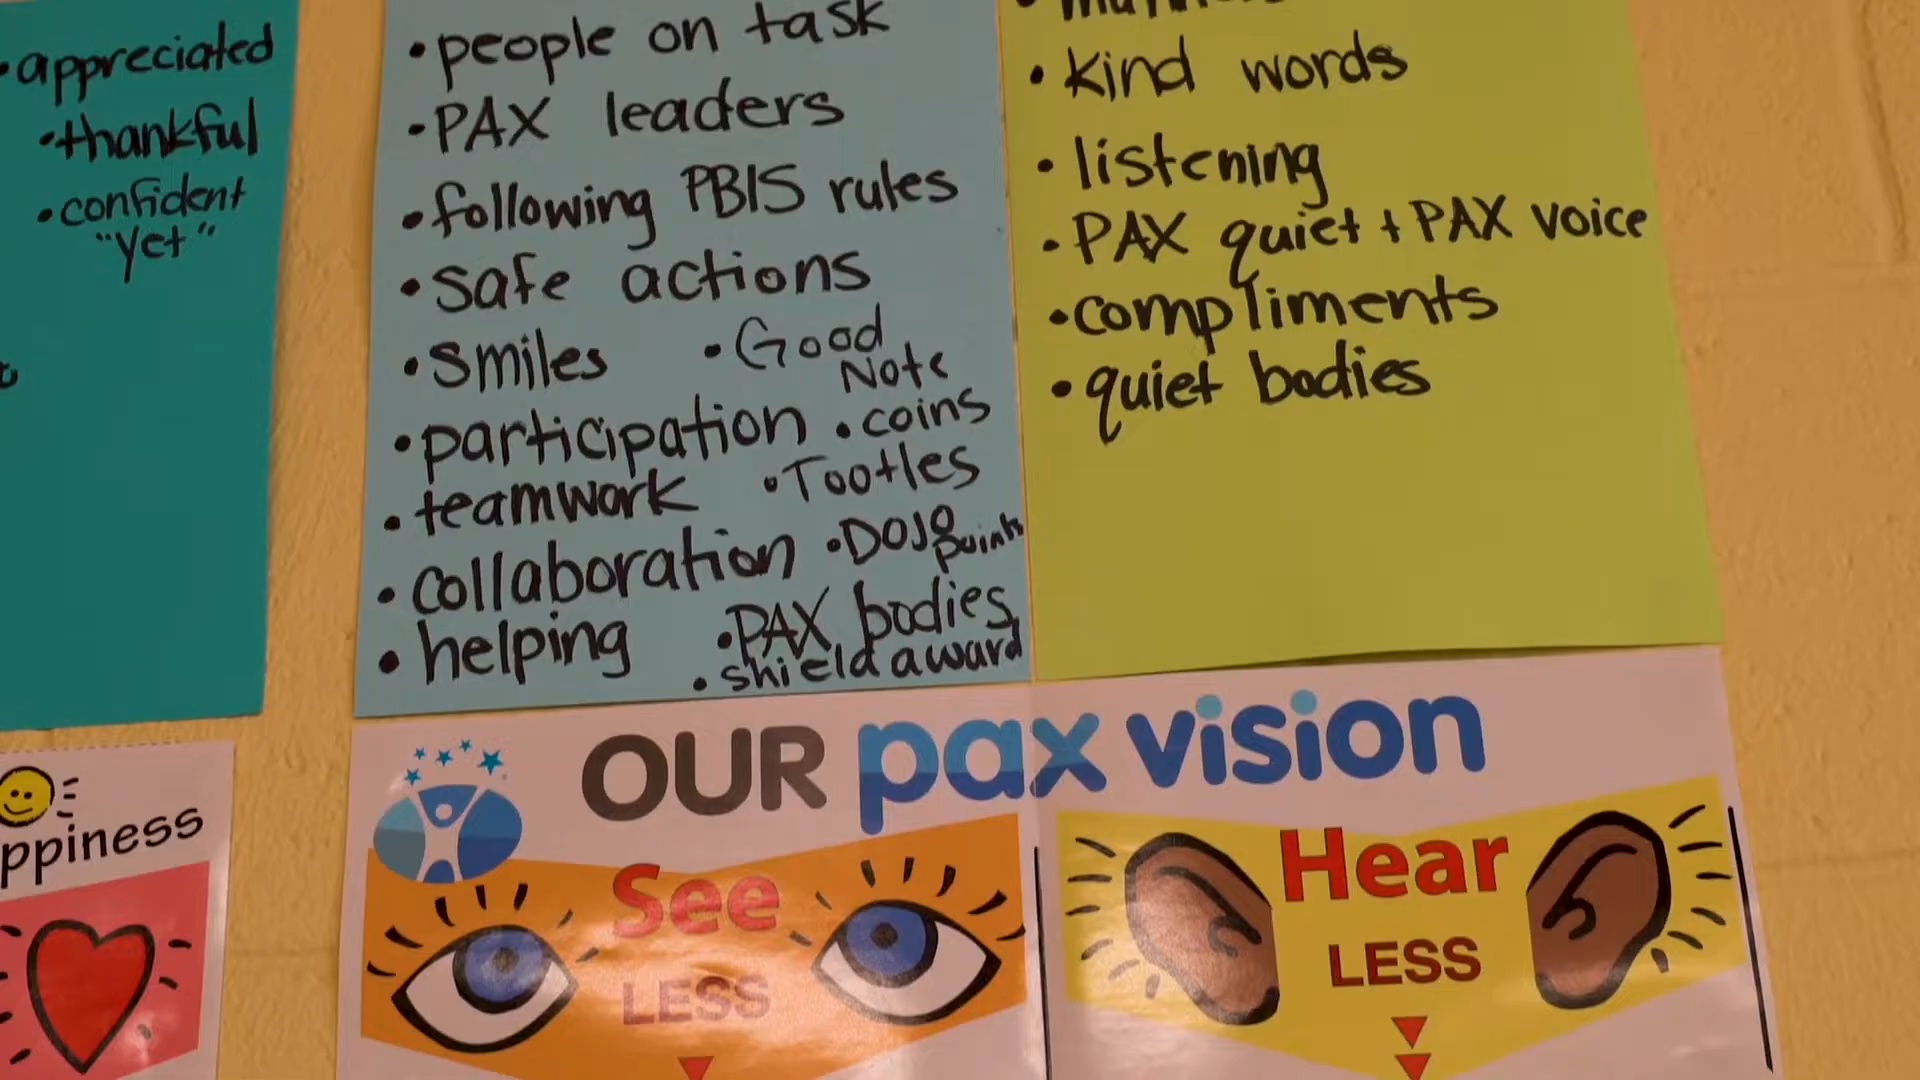 •appreciated
•thankful
•confident
"yet"
•people on task
•PAX leaders
•following PBIS rules
•safe actions
•smiles
•participation
•teamwork
•collaboration
•helping
•Good
Note
•coins
•Tootles
•DOJO
points
•PAX bodies
•shield award
•kind words
•listening
•PAX quiet + PAX voice
•compliments
•quiet bodies
ppiness
OUR pax vision
See
LESS
Hear
LESS